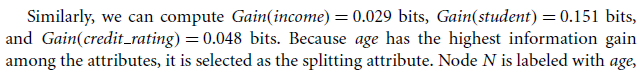 Similarly, we can compute Gain(income) = 0.029 bits, Gain(student) = 0.151 bits,
and Gain(credit_rating) = 0.048 bits. Because age has the highest information gain
among the attributes, it is selected as the splitting attribute. Node N is labeled with age,